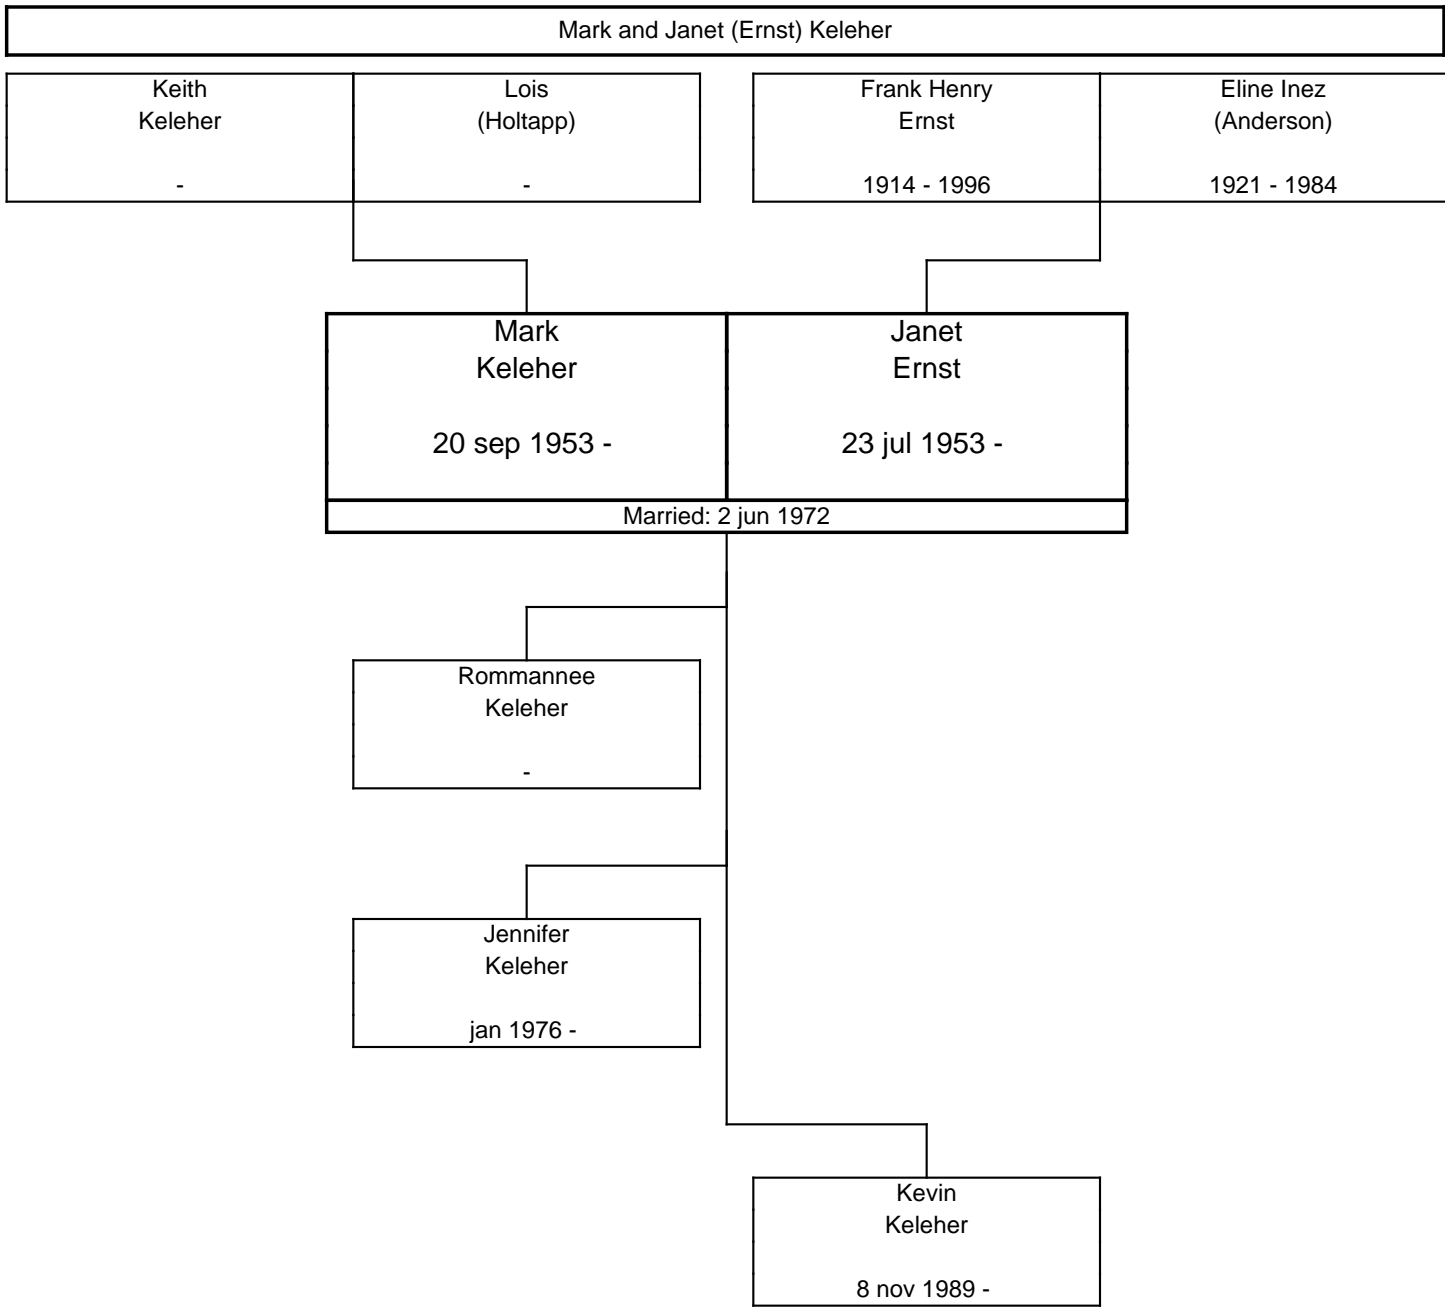 Mark and Janet (Ernst) Keleher
Keith
Keleher
-
Lois
(Holtapp)
-
Frank Henry
Ernst
1914 - 1996
Eline Inez
(Anderson)
1921 - 1984
Mark
Keleher
20 sep 1953 -
Janet
Ernst
23 jul 1953 -
Married: 2 jun 1972
Rommannee
Keleher
-
Jennifer
Keleher
jan 1976 -
Kevin
Keleher
8 nov 1989 -